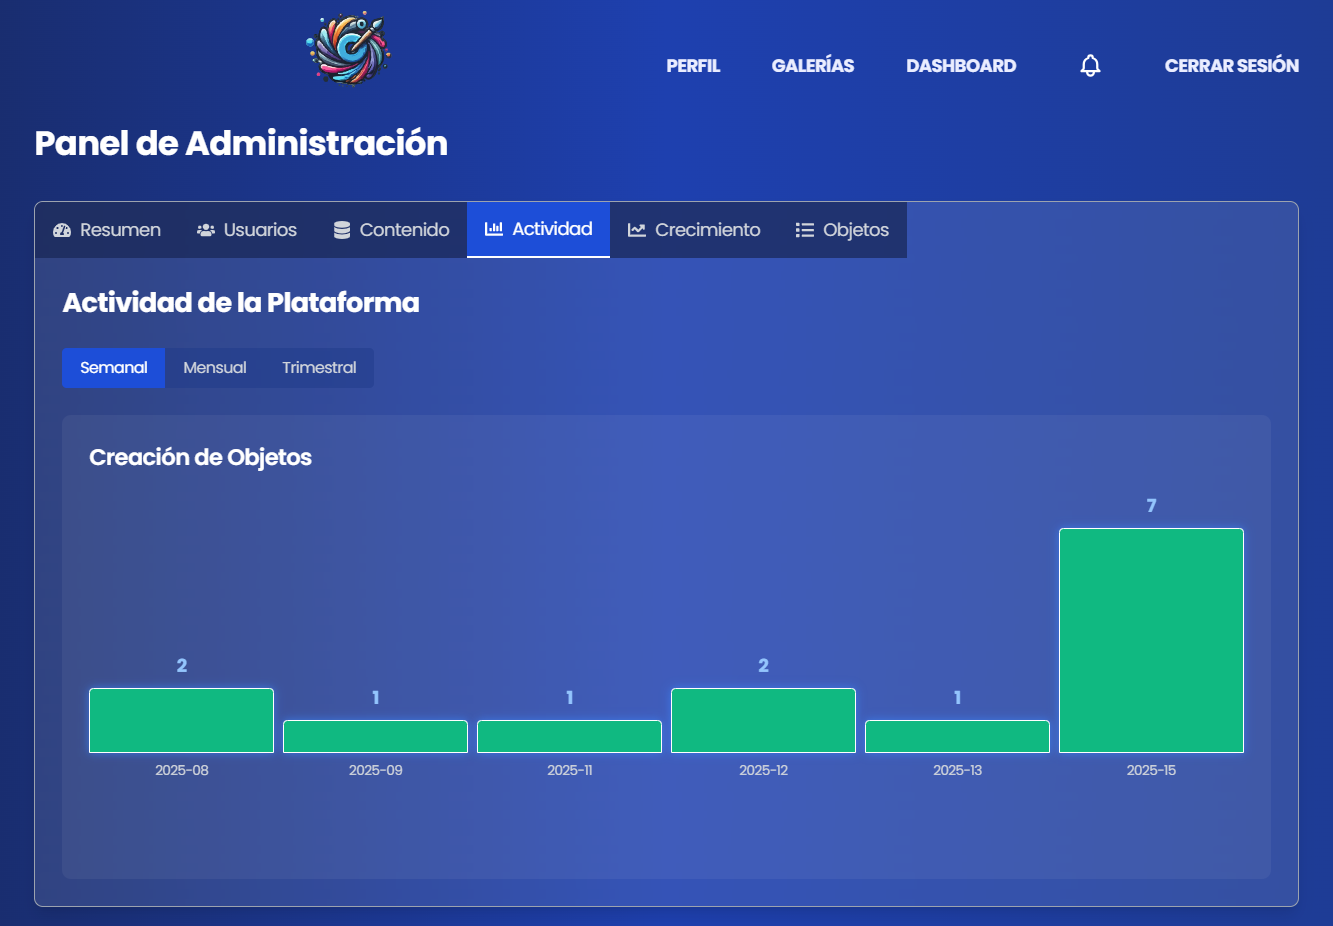 PERFIL GALERÍAS DASHBOARD CERRAR SESIÓN
Panel de Administración
Resumen Usuarios Contenido Actividad Crecimiento Objetos
Actividad de la Plataforma
Semanal Mensual Trimestral
Creación de Objetos
7
2 2
1 1 1
2025-08 2025-09 2025-11 2025-12 2025-13 2025-15